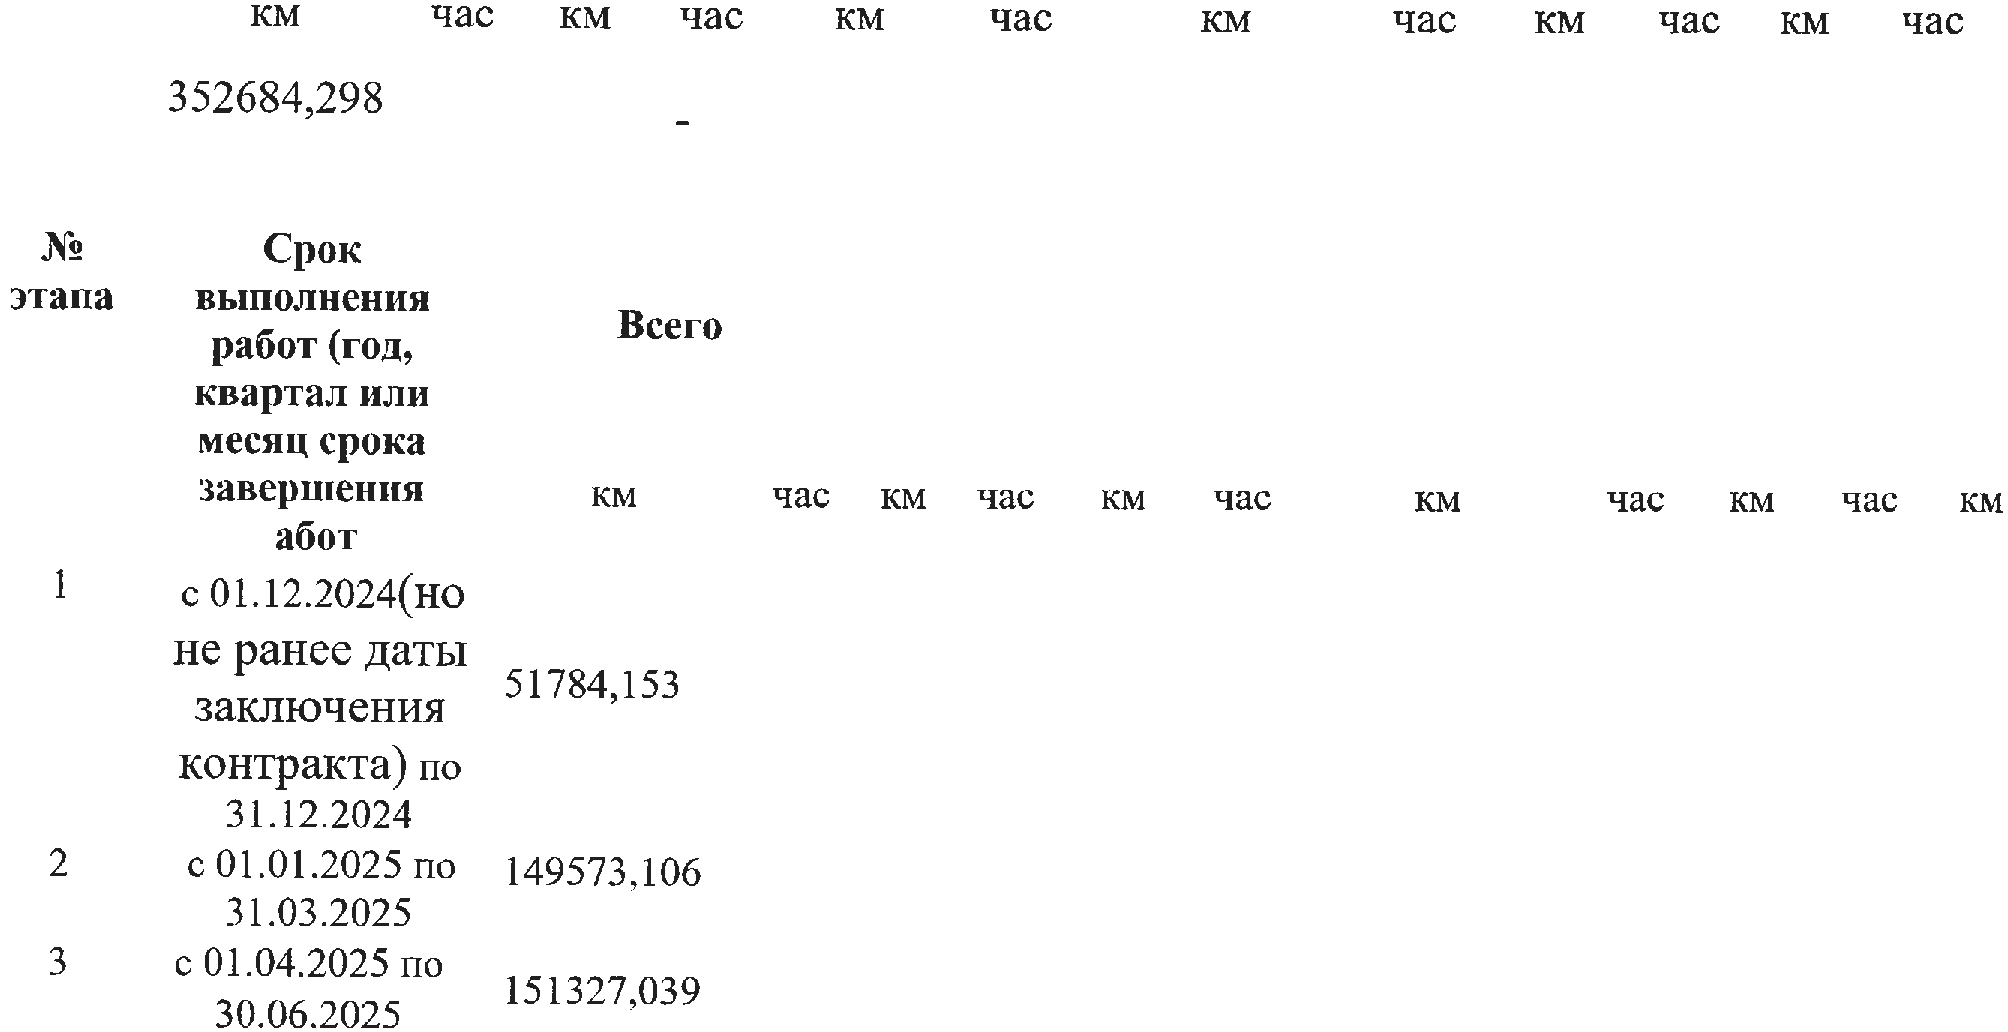 км час км час км час км час км час км час
352684,298 -
№ Срок
этапа выполнения
Всего
работ (год,
квартал или
месяц срока
завершения
км час км час км час км час км час км
абот
1 с 01.12.2024(но
не ранее даты
51784,153
заключения
контракта) по
31.12.2024
2 с 01.01.2025 по 149573,106
31.03.2025
3 с 01.04.2025 по
151327,039
30.06.2025